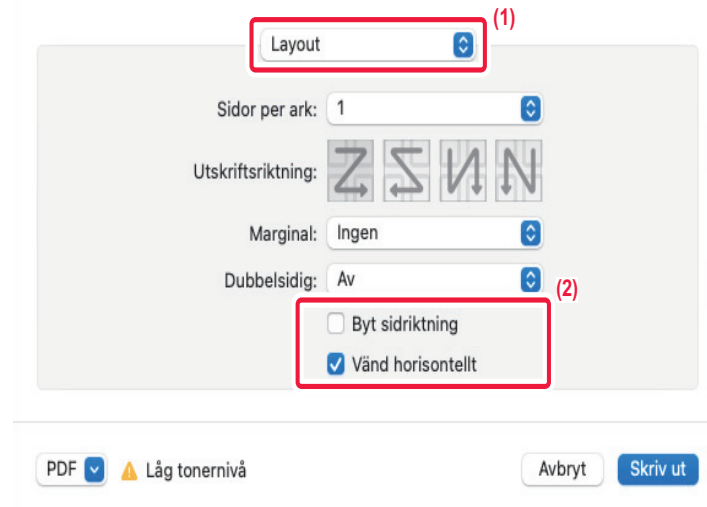 (1)
Layout
Sidor per ark: 1
Utskriftsriktning:
Marginal: Ingen
Dubbelsidig: Av
(2)
Byt sidriktning
Vänd horisontellt
PDF Låg tonernivå Avbryt Skriv ut